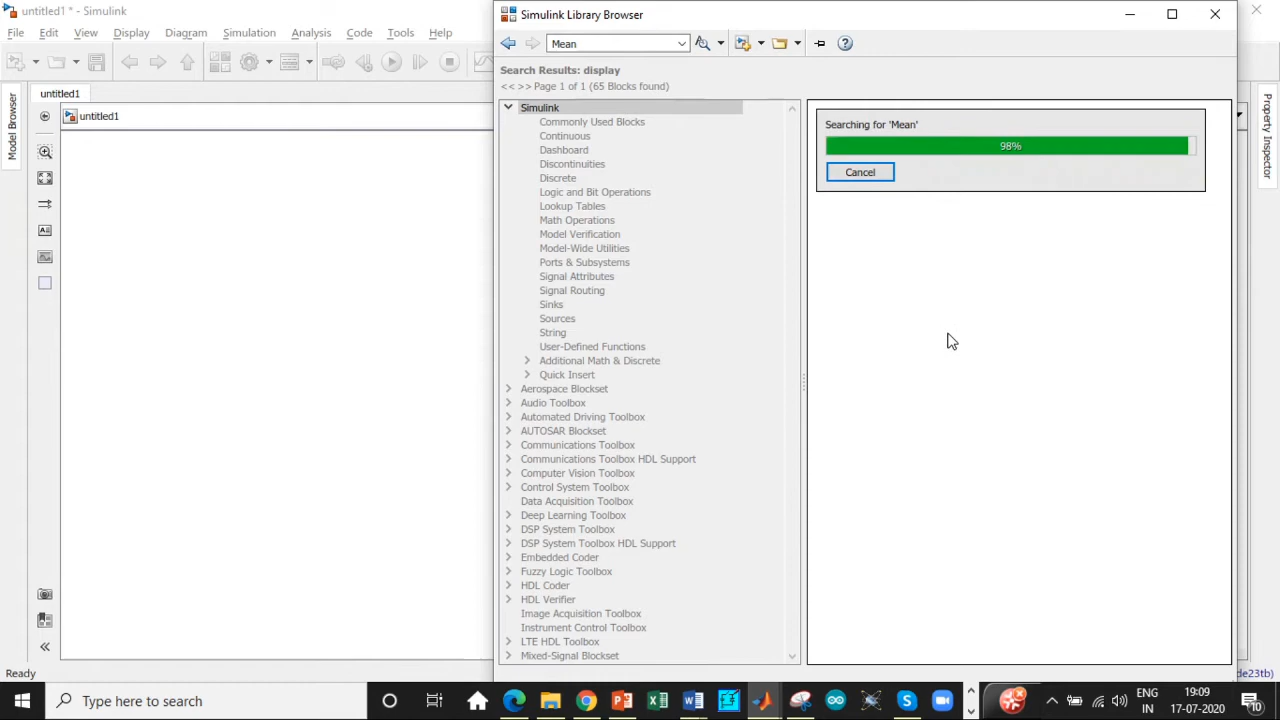 untitled1 * - Simulink
File Edit View Display Diagram Simulation Analysis Code Tools Help
untitled1
untitled1
Model Browser
Ready
Simulink Library Browser
Mean
Search Results: display
<< >> Page 1 of 1 (65 Blocks found)
Simulink
Commonly Used Blocks
Continuous
Dashboard
Discontinuities
Discrete
Logic and Bit Operations
Lookup Tables
Math Operations
Model Verification
Model-Wide Utilities
Ports & Subsystems
Signal Attributes
Signal Routing
Sinks
Sources
String
User-Defined Functions
Additional Math & Discrete
Quick Insert
Aerospace Blockset
Audio Toolbox
Automated Driving Toolbox
AUTOSAR Blockset
Communications Toolbox
Communications Toolbox HDL Support
Computer Vision Toolbox
Control System Toolbox
Data Acquisition Toolbox
Deep Learning Toolbox
DSP System Toolbox
DSP System Toolbox HDL Support
Embedded Coder
Fuzzy Logic Toolbox
HDL Coder
HDL Verifier
Image Acquisition Toolbox
Instrument Control Toolbox
LTE HDL Toolbox
Mixed-Signal Blockset
Searching for 'Mean'
98%
Cancel
Property Inspector
de23tb)
Type here to search
ENG
IN
19:09
17-07-2020
10